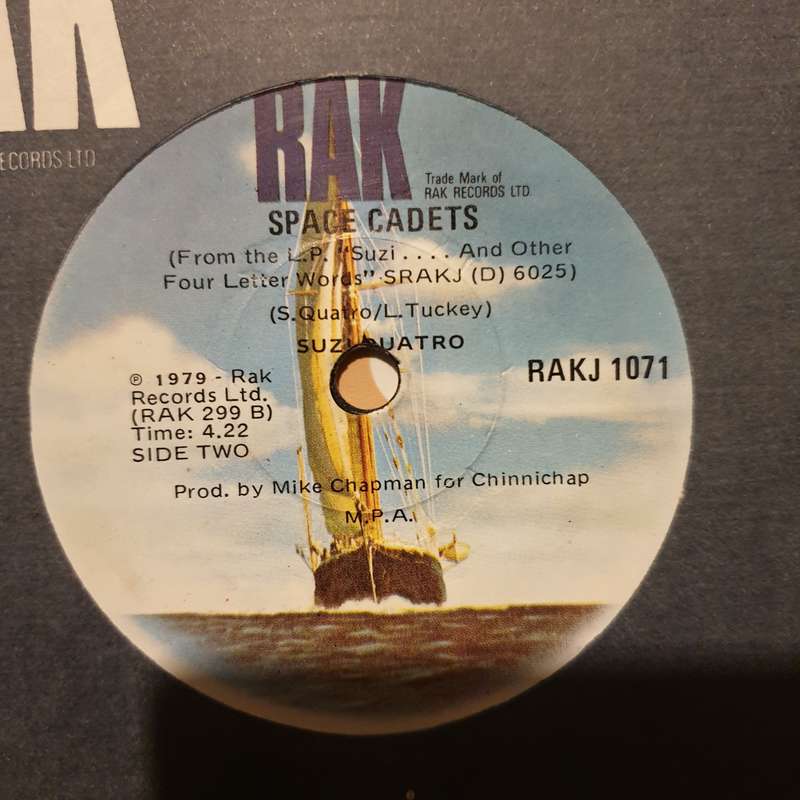 ECORDS LTD
RAK
Trade Mark of
RAK RECORDS LTD.
SPACE CADETS
(From the L.P. "Suzi .... And Other
Four Letter Words" SRAKJ (D) 6025)
(S.Quatro/L.Tuckey)
SUZI QUATRO
RAKJ 1071
℗ 1979 - Rak
Records Ltd.
(RAK 299 B)
Time: 4.22
SIDE TWO
Prod. by Mike Chapman for Chinnichap
M.P.A.